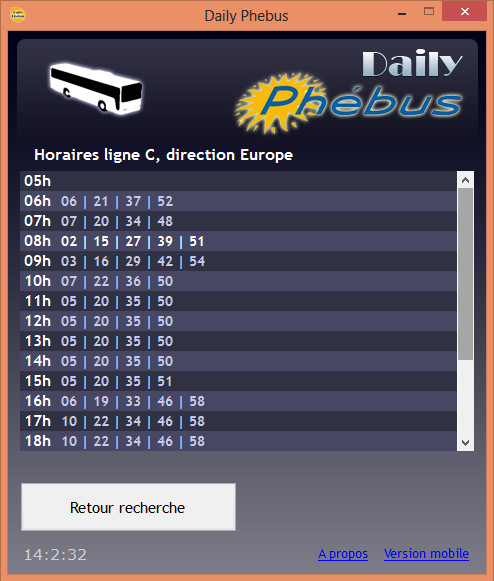 Daily Phebus
Daily
Phébus
Horaires ligne C, direction Europe
05h
06h 06 | 21 | 37 | 52
07h 07 | 20 | 34 | 48
08h 02 | 15 | 27 | 39 | 51
09h 03 | 16 | 29 | 42 | 54
10h 07 | 22 | 36 | 50
11h 05 | 20 | 35 | 50
12h 05 | 20 | 35 | 50
13h 05 | 20 | 35 | 50
14h 05 | 20 | 35 | 50
15h 05 | 20 | 35 | 51
16h 06 | 19 | 33 | 46 | 58
17h 10 | 22 | 34 | 46 | 58
18h 10 | 22 | 34 | 46 | 58
Retour recherche
14:2:32 A propos Version mobile